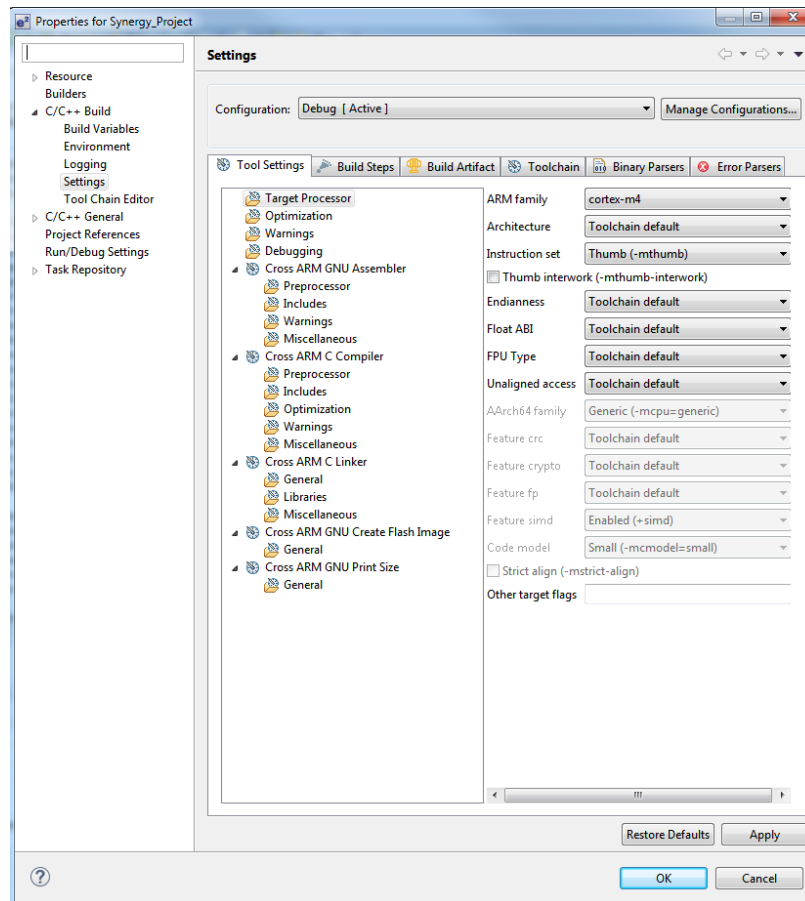 e² Properties for Synergy_Project
Settings
Resource
Builders
C/C++ Build
Build Variables
Environment
Logging
Settings
Tool Chain Editor
C/C++ General
Project References
Run/Debug Settings
Task Repository
Configuration: Debug [ Active ] Manage Configurations...
Tool Settings Build Steps Build Artifact Toolchain Binary Parsers Error Parsers
Target Processor
Optimization
Warnings
Debugging
Cross ARM GNU Assembler
Preprocessor
Includes
Warnings
Miscellaneous
Cross ARM C Compiler
Preprocessor
Includes
Optimization
Warnings
Miscellaneous
Cross ARM C Linker
General
Libraries
Miscellaneous
Cross ARM GNU Create Flash Image
General
Cross ARM GNU Print Size
General
ARM family cortex-m4
Architecture Toolchain default
Instruction set Thumb (-mthumb)
Thumb interwork (-mthumb-interwork)
Endianness Toolchain default
Float ABI Toolchain default
FPU Type Toolchain default
Unaligned access Toolchain default
AArch64 family Generic (-mcpu=generic)
Feature crc Toolchain default
Feature crypto Toolchain default
Feature fp Toolchain default
Feature simd Enabled (+simd)
Code model Small (-mcmodel=small)
Strict align (-mstrict-align)
Other target flags
Restore Defaults Apply
? OK Cancel